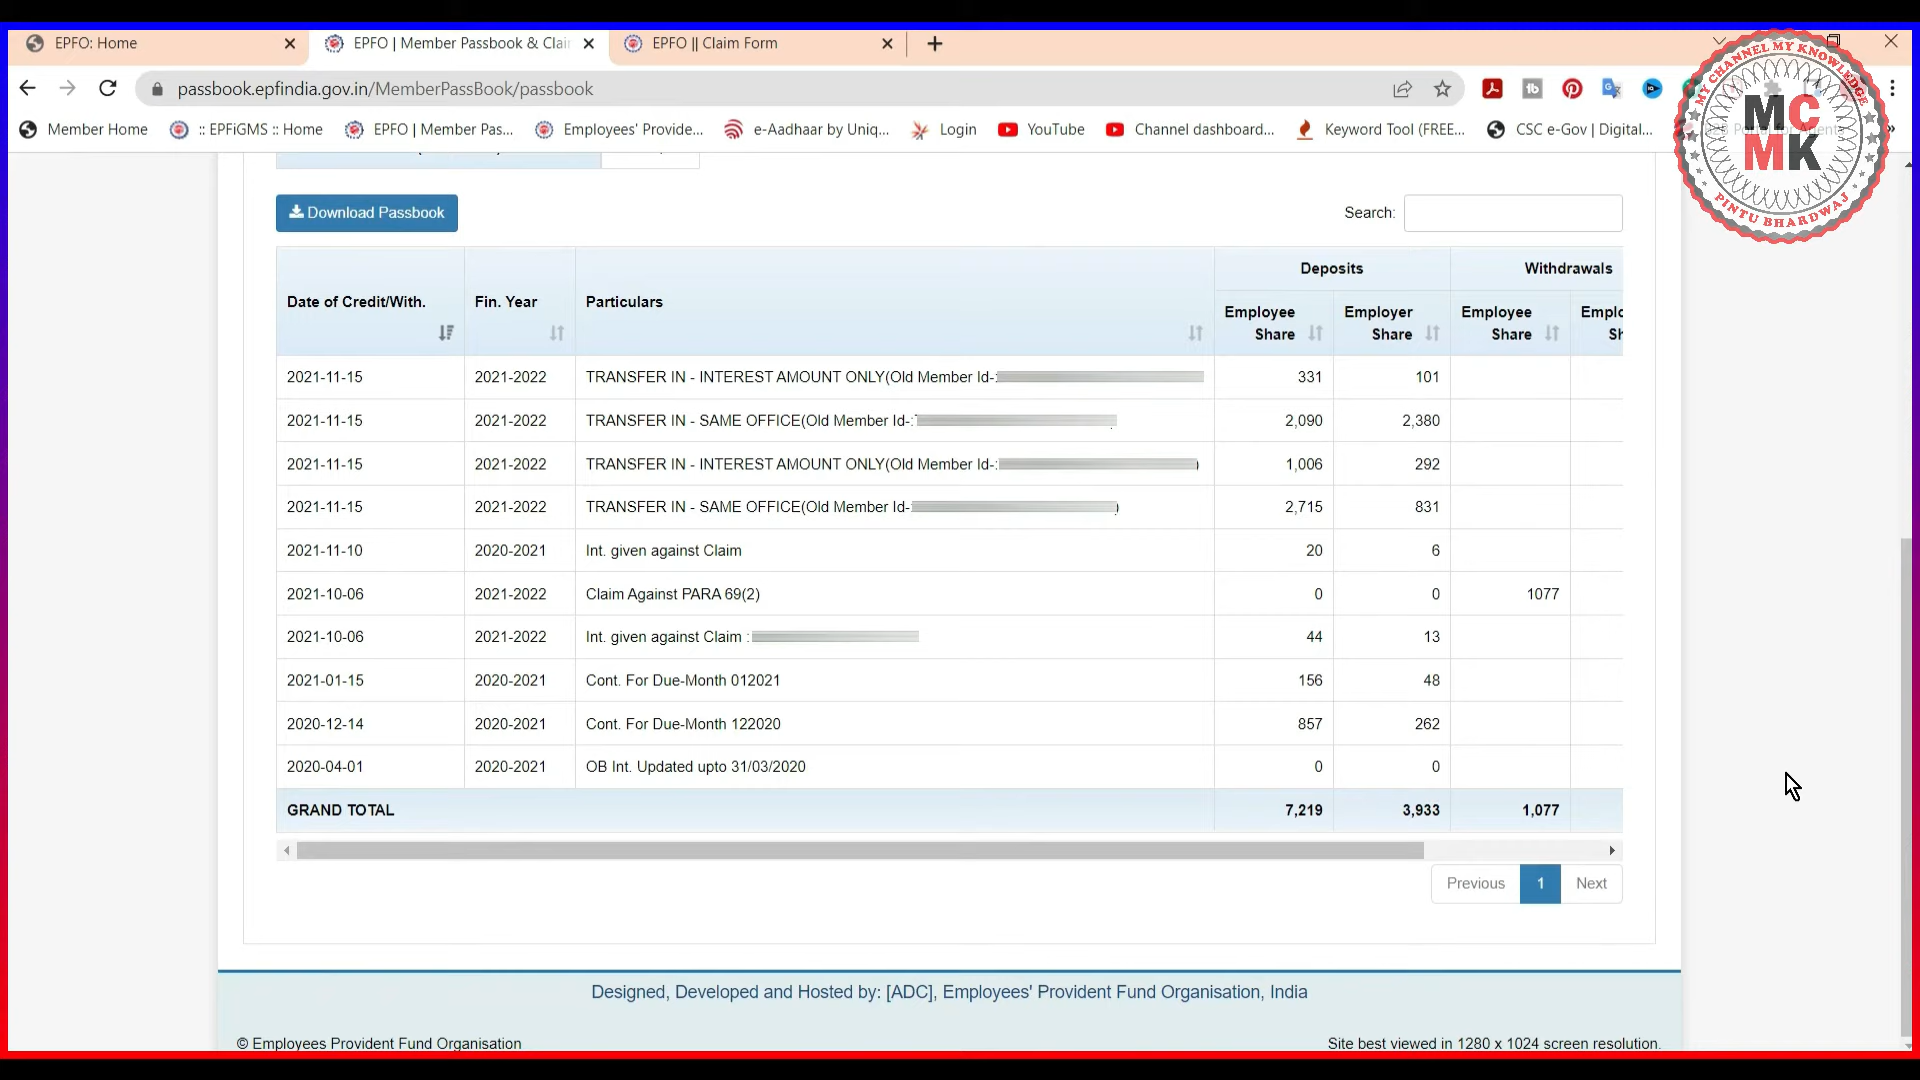 EPFO: Home
EPFO | Member Passbook & Clai
EPFO || Claim Form
passbook.epfindia.gov.in/MemberPassBook/passbook
Member Home
:: EPFiGMS :: Home
EPFO | Member Pas...
Employees' Provide...
e-Aadhaar by Uniq...
Login
YouTube
Channel dashboard...
Keyword Tool (FREE...
CSC e-Gov | Digital...
MY CHANNEL MY KNOWLEDGE
MC
MK
PINTU BHARDWAJ
Download Passbook
Search:
Deposits Withdrawals
Date of Credit/With. Fin. Year Particulars Employee Share Employer Share Employee Share Emplo Sh
2021-11-15 2021-2022 TRANSFER IN - INTEREST AMOUNT ONLY(Old Member Id-: 331 101
2021-11-15 2021-2022 TRANSFER IN - SAME OFFICE(Old Member Id-: 2,090 2,380
2021-11-15 2021-2022 TRANSFER IN - INTEREST AMOUNT ONLY(Old Member Id-: ) 1,006 292
2021-11-15 2021-2022 TRANSFER IN - SAME OFFICE(Old Member Id-: ) 2,715 831
2021-11-10 2020-2021 Int. given against Claim 20 6
2021-10-06 2021-2022 Claim Against PARA 69(2) 0 0 1077
2021-10-06 2021-2022 Int. given against Claim : 44 13
2021-01-15 2020-2021 Cont. For Due-Month 012021 156 48
2020-12-14 2020-2021 Cont. For Due-Month 122020 857 262
2020-04-01 2020-2021 OB Int. Updated upto 31/03/2020 0 0
GRAND TOTAL 7,219 3,933 1,077
Previous 1 Next
Designed, Developed and Hosted by: [ADC], Employees' Provident Fund Organisation, India
© Employees Provident Fund Organisation
Site best viewed in 1280 x 1024 screen resolution.